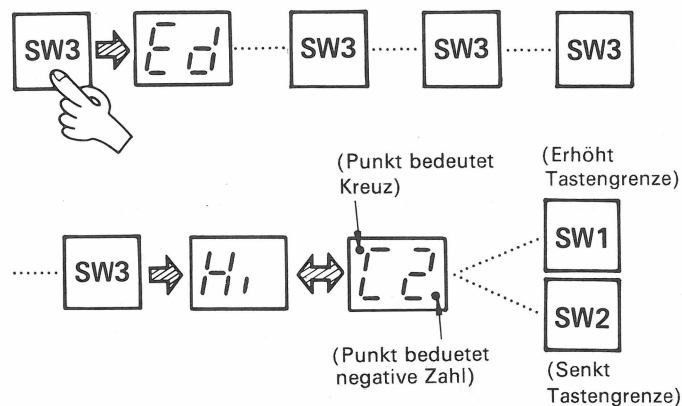 SW3 Ed SW3 SW3 SW3
(Punkt bedeutet
Kreuz)
(Erhöht
Tastengrenze)
SW1
SW3 Hi C2
SW2
(Punkt beduetet
negative Zahl)
(Senkt
Tastengrenze)